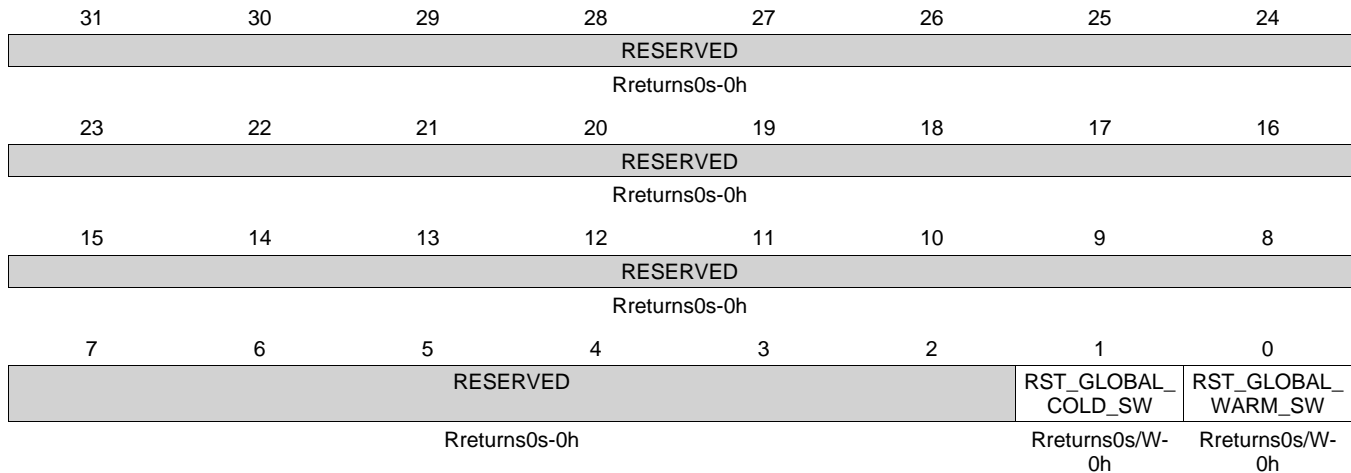 31 30 29 28 27 26 25 24
RESERVED
Rreturns0s-0h
23 22 21 20 19 18 17 16
RESERVED
Rreturns0s-0h
15 14 13 12 11 10 9 8
RESERVED
Rreturns0s-0h
7 6 5 4 3 2 1 0
RESERVED RST_GLOBAL_ RST_GLOBAL_
COLD_SW WARM_SW
Rreturns0s-0h Rreturns0s/W- Rreturns0s/W-
0h 0h